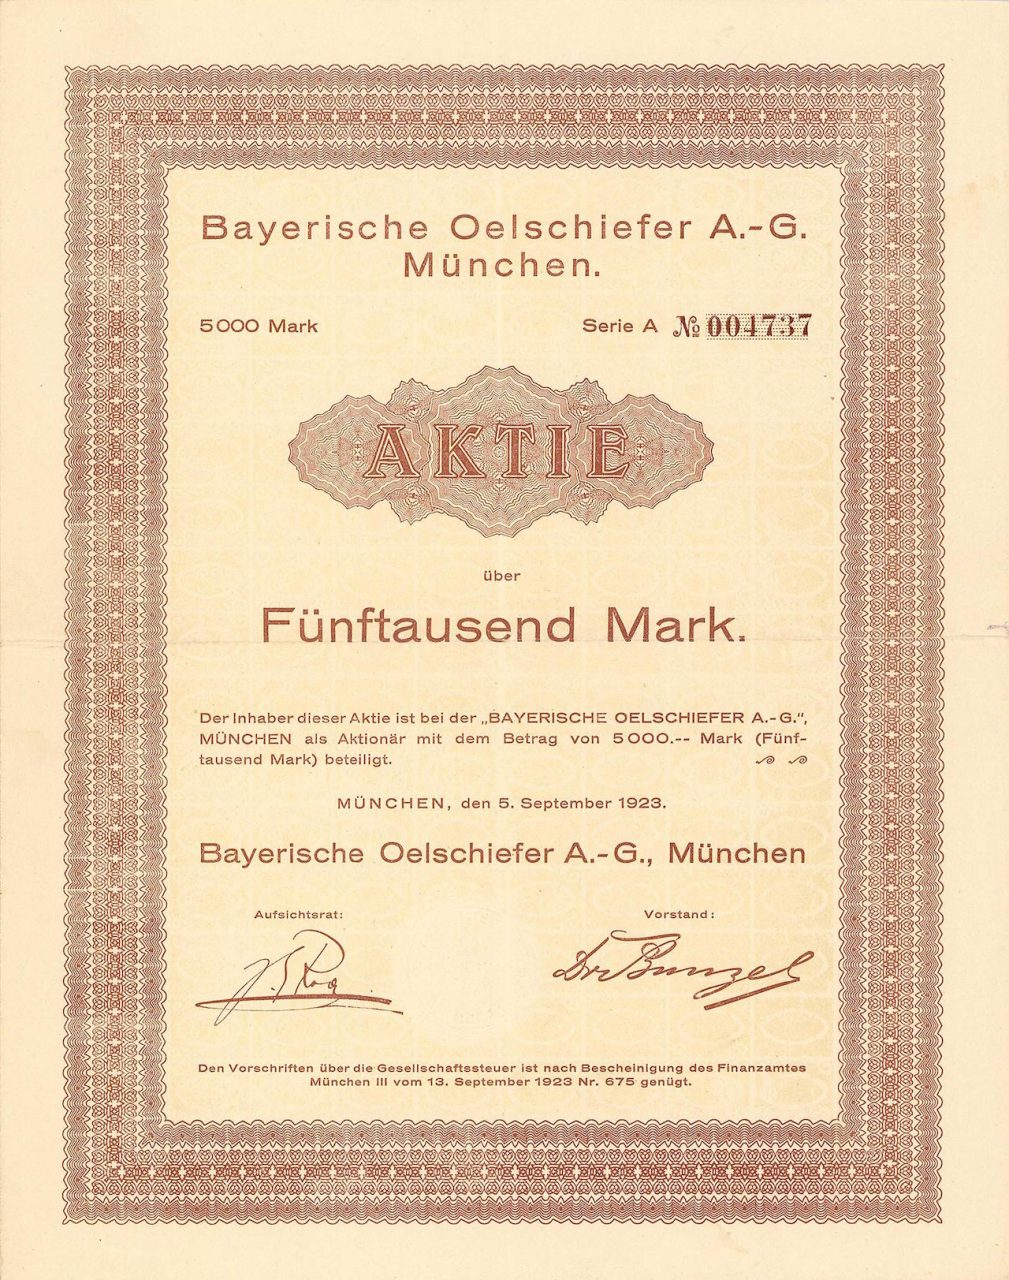 Bayerische Oelschiefer A.-G.
München.
5000 Mark Serie A № 004737
AKTIE
über
Fünftausend Mark.
Der Inhaber dieser Aktie ist bei der „BAYERISCHE OELSCHIEFER A.-G.“,
MÜNCHEN als Aktionär mit dem Betrag von 5000.-- Mark (Fünf-
tausend Mark) beteiligt.
MÜNCHEN, den 5. September 1923.
Bayerische Oelschiefer A.-G., München
Aufsichtsrat: Vorstand:
Dr. Bunzel
Den Vorschriften über die Gesellschaftssteuer ist nach Bescheinigung des Finanzamtes
München III vom 13. September 1923 Nr. 675 genügt.